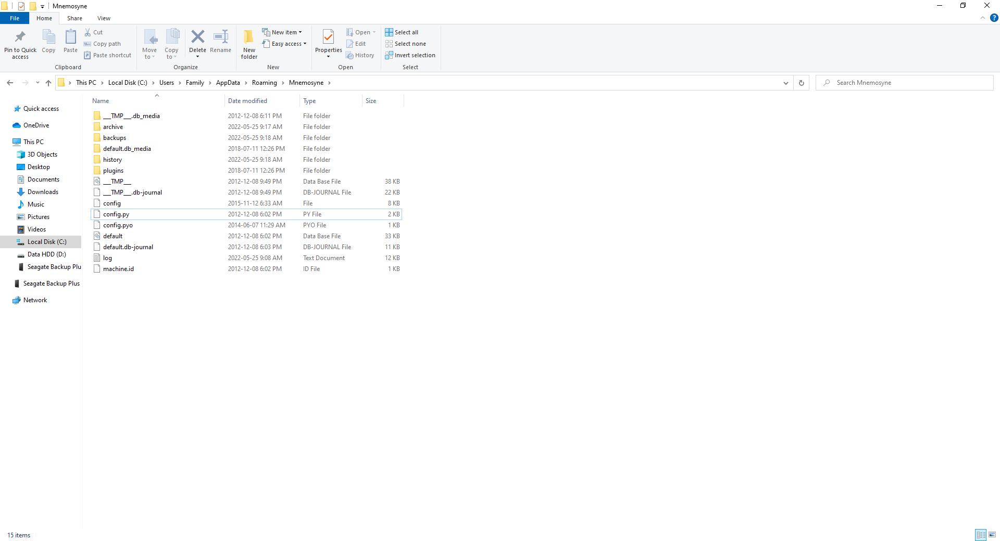 Mnemosyne
File Home Share View
Pin to Quick access
Copy
Paste
Cut
Copy path
Paste shortcut
Clipboard
Move to
Copy to
Delete
Rename
Organize
New folder
New item
Easy access
New
Properties
Open
Edit
History
Open
Select all
Select none
Invert selection
Select
This PC Local Disk (C:) Users Family AppData Roaming Mnemosyne
Search Mnemosyne
Quick access
OneDrive
This PC
3D Objects
Desktop
Documents
Downloads
Music
Pictures
Videos
Local Disk (C:)
Data HDD (D:)
Seagate Backup Plu
Seagate Backup Plus
Network
Name Date modified Type Size
___TMP___.db_media 2012-12-08 6:11 PM File folder
archive 2022-05-25 9:17 AM File folder
backups 2022-05-25 9:18 AM File folder
default.db_media 2018-07-11 12:26 PM File folder
history 2022-05-25 9:18 AM File folder
plugins 2018-07-11 12:26 PM File folder
___TMP___ 2012-12-08 9:49 PM Data Base File 38 KB
___TMP___.db-journal 2012-12-08 9:49 PM DB-JOURNAL File 22 KB
config 2015-11-12 6:33 AM File 8 KB
config.py 2012-12-08 6:02 PM PY File 2 KB
config.pyo 2014-06-07 11:29 AM PYO File 1 KB
default 2012-12-08 6:02 PM Data Base File 33 KB
default.db-journal 2012-12-08 6:03 PM DB-JOURNAL File 11 KB
log 2022-05-25 9:08 AM Text Document 12 KB
machine.id 2012-12-08 6:02 PM ID File 1 KB
15 items